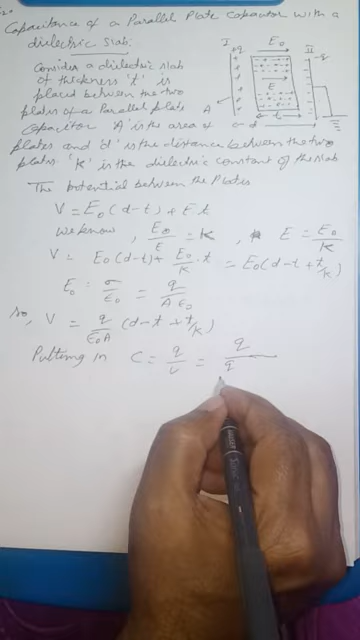 Capacitance of a Parallel Plate Capacitor with a
dielectric slab:
Consider a dielectric slab
of thickness 't' is
placed between the two
plates of a Parallel plate
Capacitor 'A' is the area of
plates and 'd' is the distance between the two
plates 'K' is the dielectric constant of the slab
I +q E₀ II -q
E
A
t
d
The potential between the Plates
V = E₀(d-t) + E.t
We know, E₀/E = K, E = E₀/K
V = E₀(d-t) + E₀/K . t = E₀(d-t+t/K)
E₀ = σ/ε₀ = q/Aε₀
So, V = q/ε₀A (d-t+t/K)
Putting in C = q/V = q/q